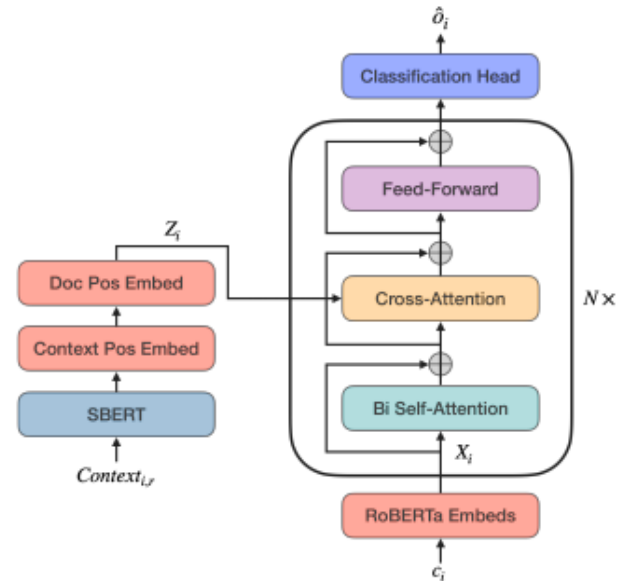 ô_i
Classification Head
Feed-Forward
Z_i
Doc Pos Embed
Cross-Attention
N ×
Context Pos Embed
SBERT
Bi Self-Attention
Context_{i,r}
X_i
RoBERTa Embeds
c_i